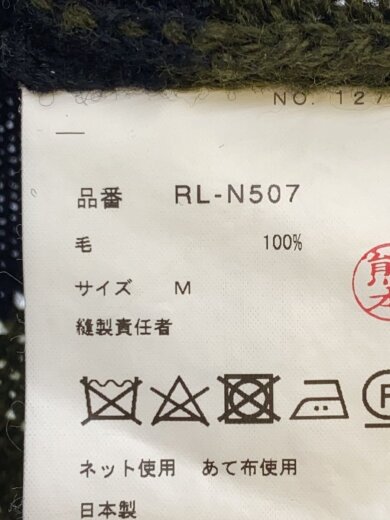 NO. 127
品番 RL-N507
毛 100%
サイズ M
縫製責任者
ネット使用 あて布使用
日本製